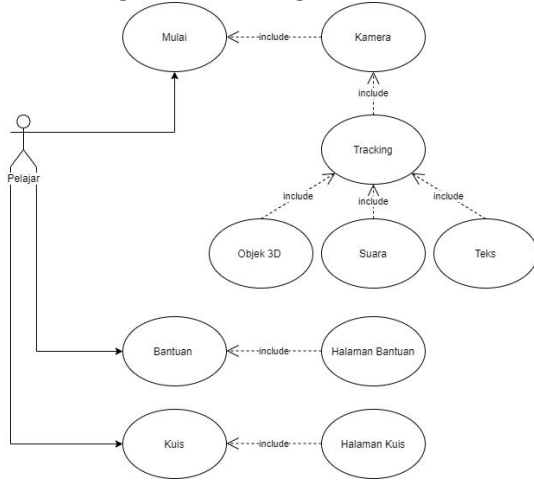 Mulai
include
Kamera
include
Pelajar
Tracking
include
include
include
Objek 3D
Suara
Teks
Bantuan
include
Halaman Bantuan
Kuis
include
Halaman Kuis